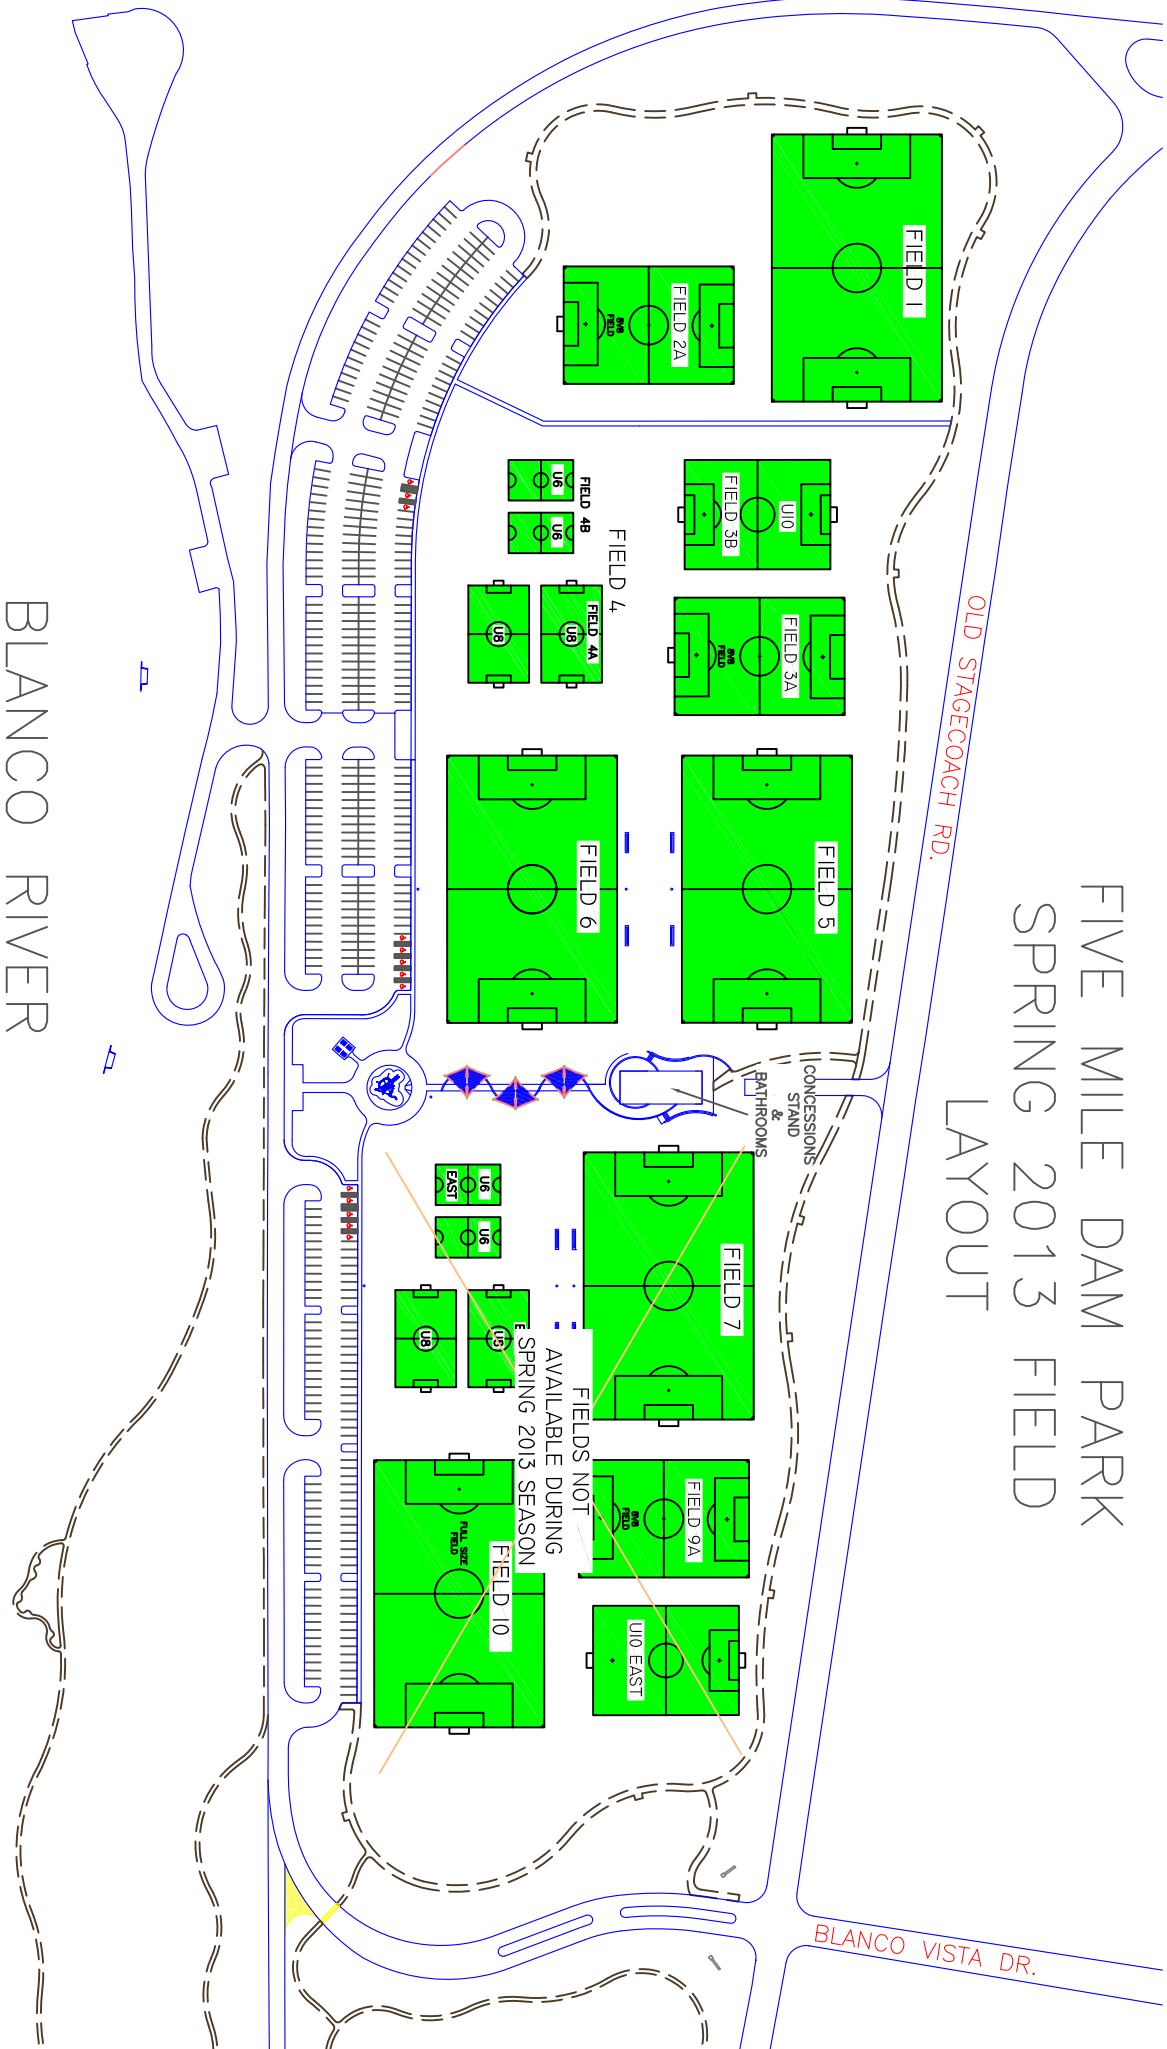 FIVE MILE DAM PARK
SPRING 2013 FIELD
LAYOUT
OLD STAGECOACH RD.
BLANCO VISTA DR.
BLANCO RIVER
FIELD 1
FIELD 2A
8V8
FIELD
U10
FIELD 3B
FIELD 3A
8V8
FIELD
FIELD 4
FIELD 4B
U6
U6
FIELD 4A
U8
U8
FIELD 5
FIELD 6
CONCESSIONS
STAND
&
BATHROOMS
FIELD 7
U6
EAST
U6
U8
U8
FIELDS NOT
AVAILABLE DURING
SPRING 2013 SEASON
FIELD 9A
8V8
FIELD
U10 EAST
FIELD 10
FULL SIZE
FIELD